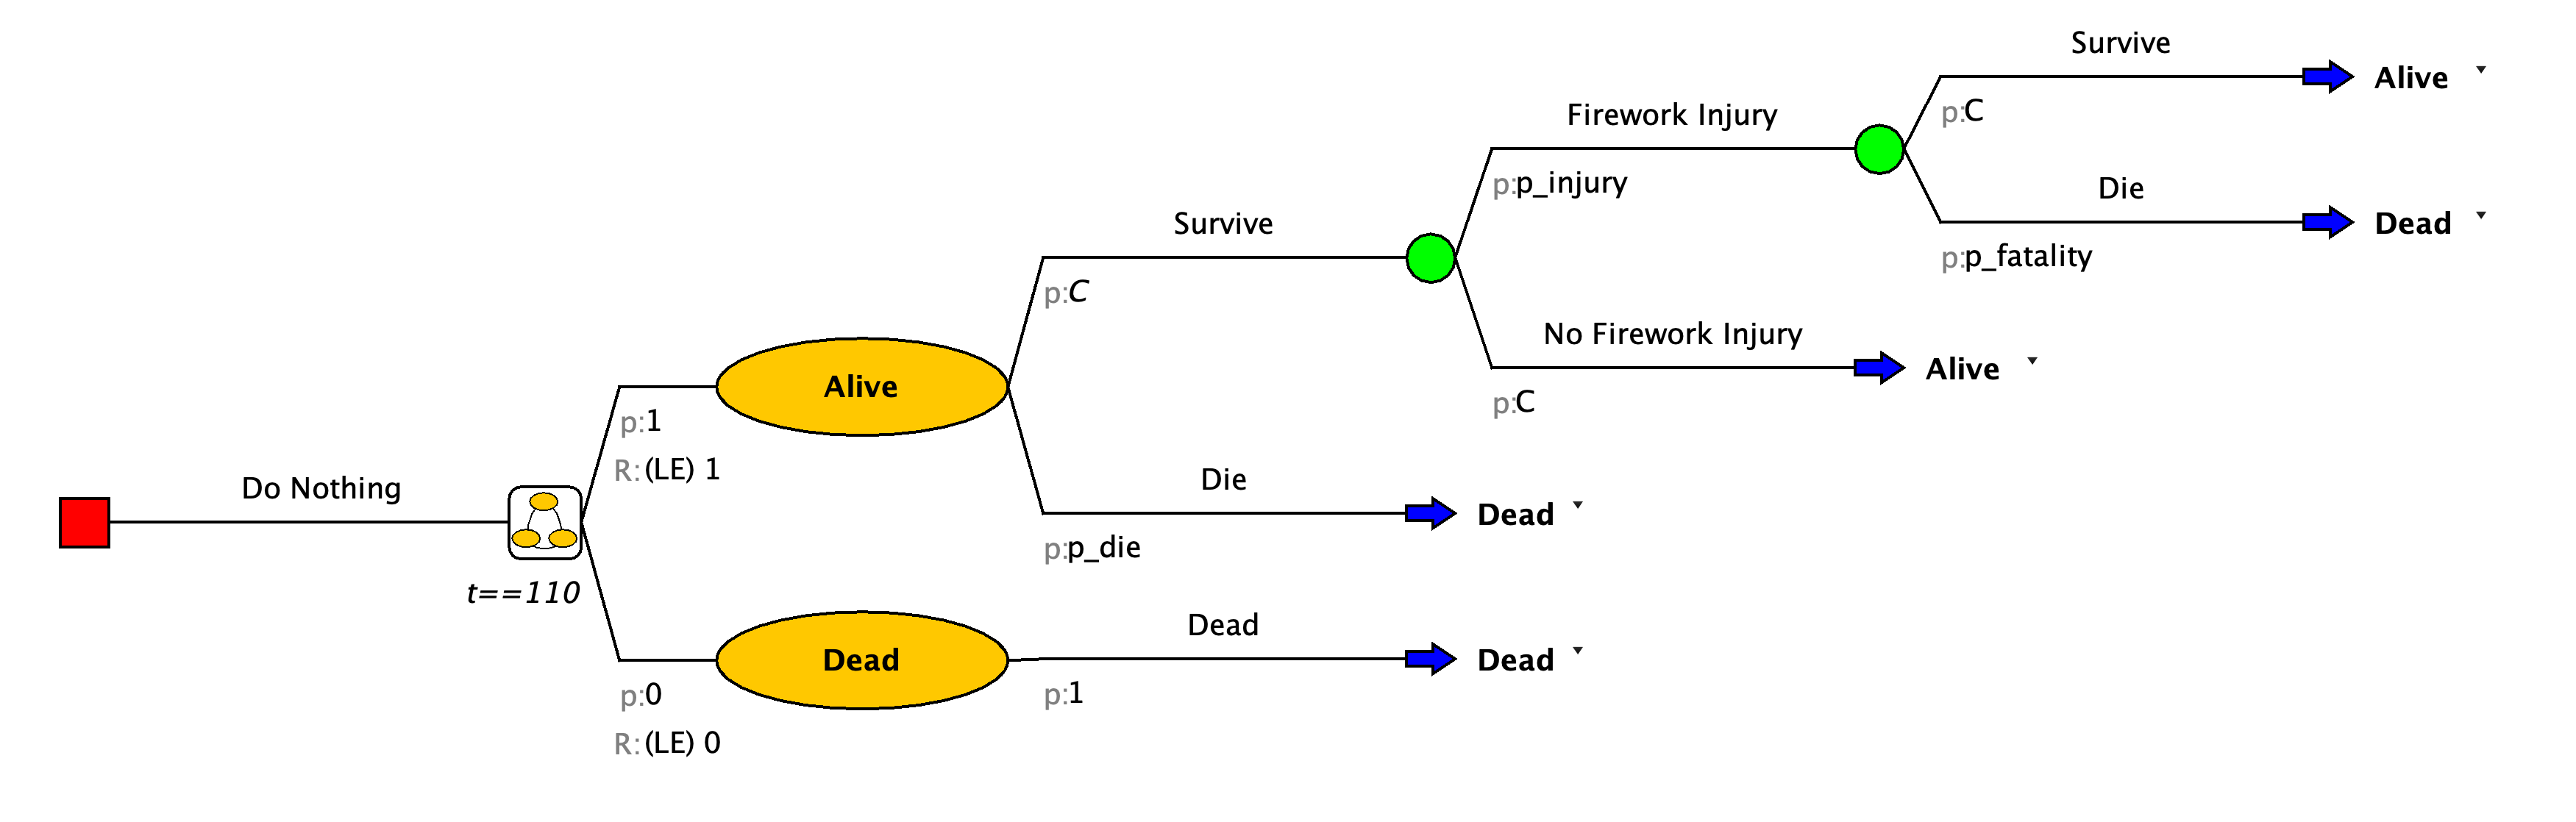 Survive
Alive
p:C
Firework Injury
p:p_injury
Die
Dead
p:p_fatality
Survive
p:C
No Firework Injury
Alive
p:C
Alive
p:1
R:(LE) 1
Do Nothing
t==110
Die
Dead
p:p_die
Dead
Dead
Dead
p:0
p:1
R:(LE) 0